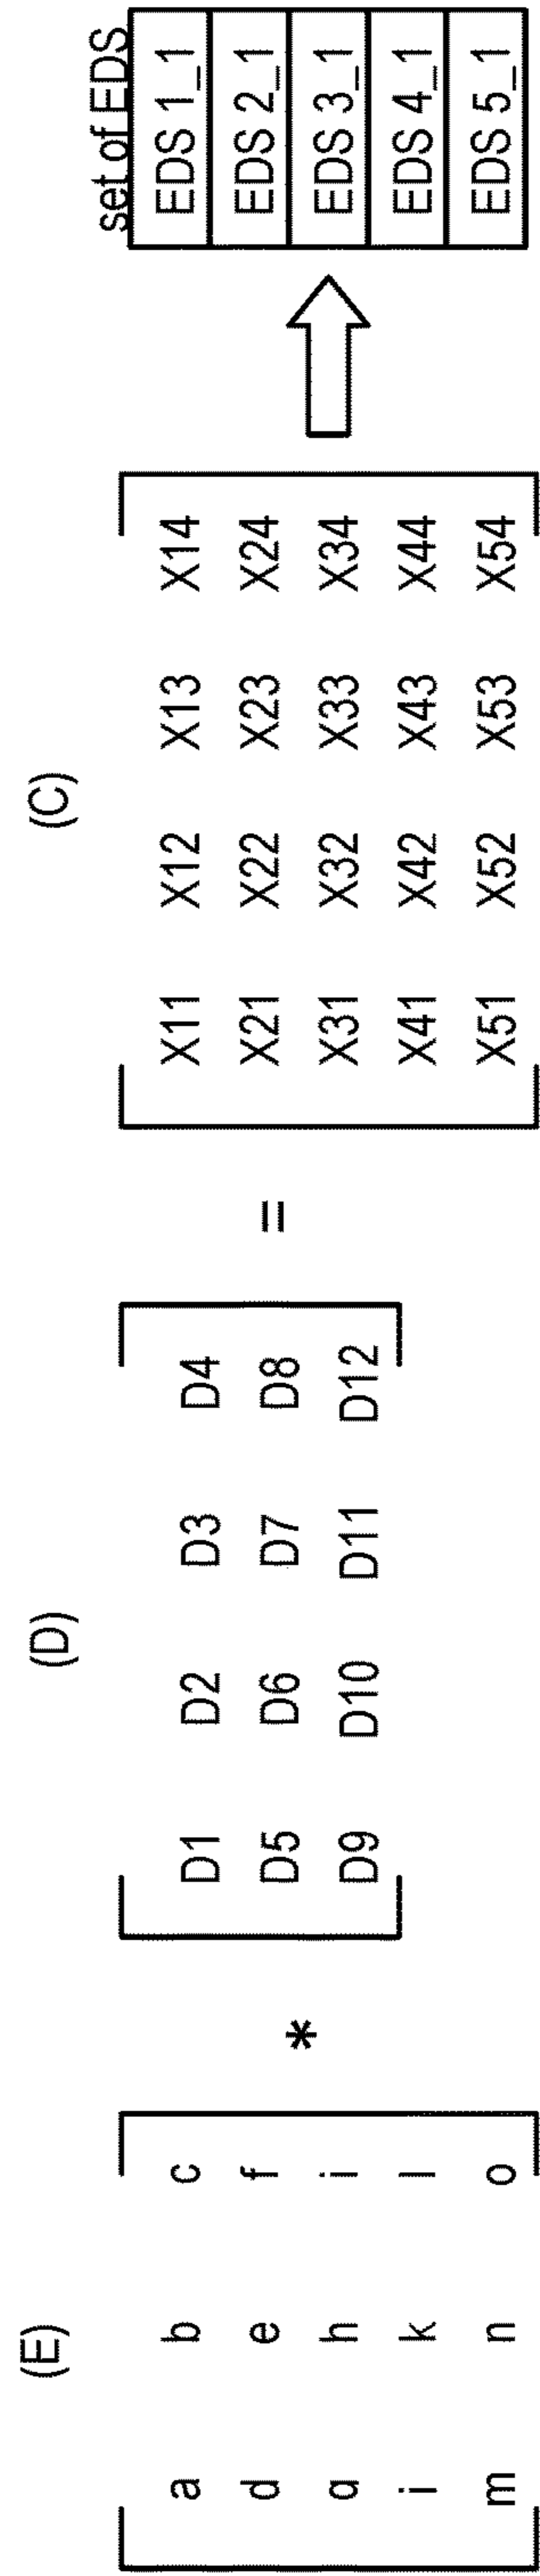 (E) (D) (C) set of EDS
a b c * D1 D2 D3 D4 = X11 X12 X13 X14 EDS 1_1
d e f D5 D6 D7 D8 X21 X22 X23 X24 EDS 2_1
g h i D9 D10 D11 D12 X31 X32 X33 X34 EDS 3_1
j k l X41 X42 X43 X44 EDS 4_1
m n o X51 X52 X53 X54 EDS 5_1